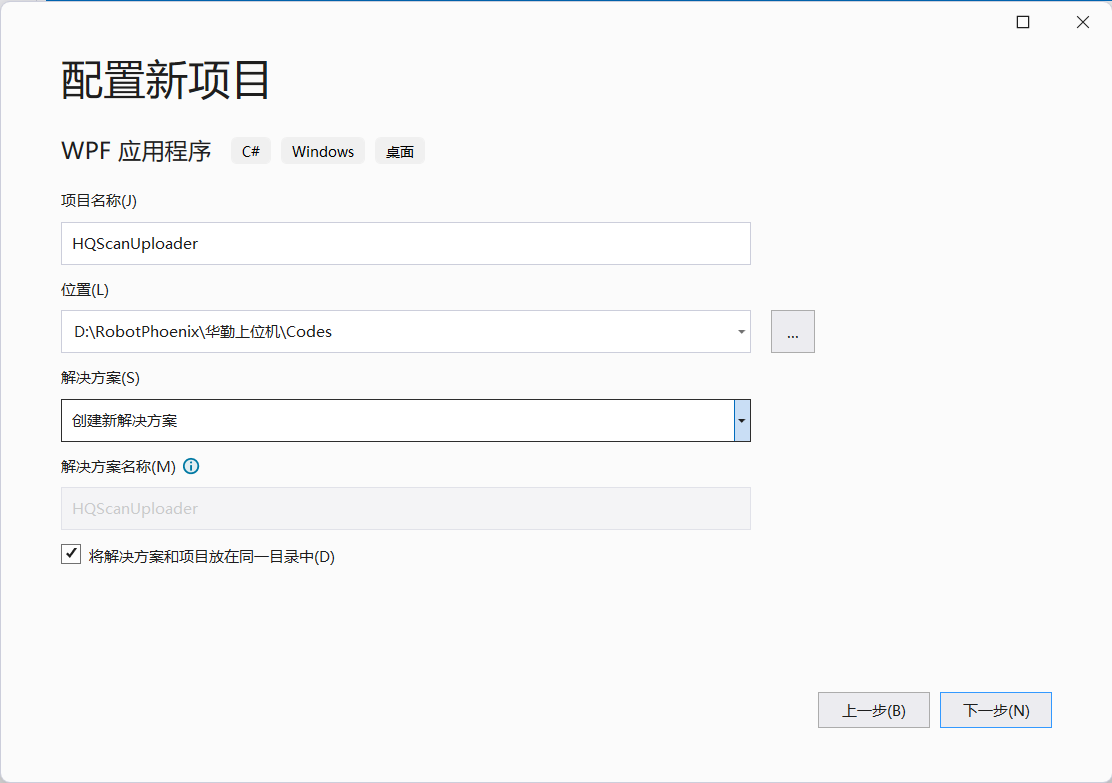 配置新项目
WPF 应用程序 C# Windows 桌面
项目名称(J)
HQScanUploader
位置(L)
D:\RobotPhoenix\华勤上位机\Codes
...
解决方案(S)
创建新解决方案
解决方案名称(M)
HQScanUploader
将解决方案和项目放在同一目录中(D)
上一步(B) 下一步(N)